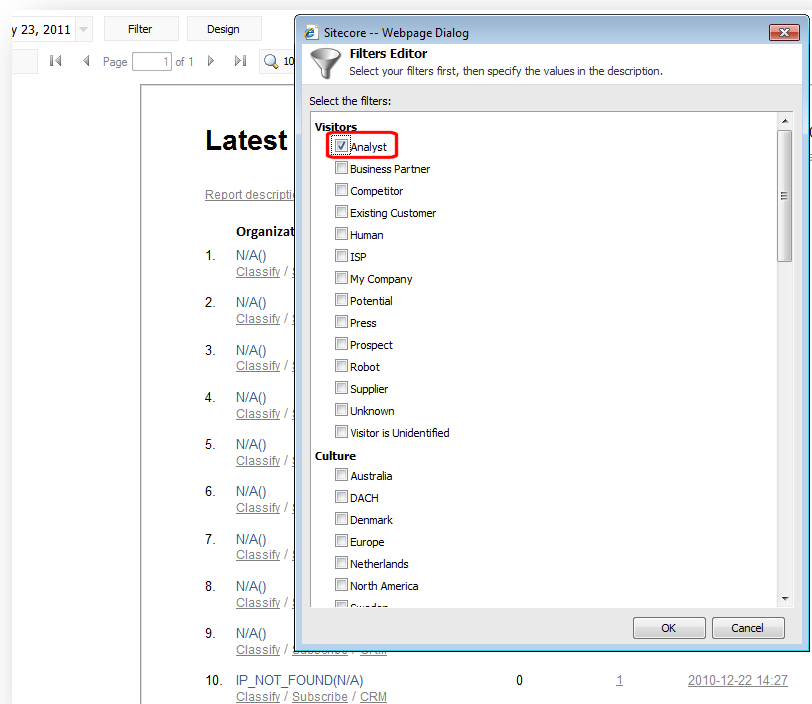 y 23, 2011
Filter
Design
Page 1 of 1
10
Latest
Report descripti
Organizat
1. N/A()
Classify /
2. N/A()
Classify /
3. N/A()
Classify /
4. N/A()
Classify /
5. N/A()
Classify /
6. N/A()
Classify /
7. N/A()
Classify /
8. N/A()
Classify /
9. N/A()
Classify / Subscribe / CRM
10. IP_NOT_FOUND(N/A) 0 1 2010-12-22 14:27
Classify / Subscribe / CRM
Sitecore -- Webpage Dialog
Filters Editor
Select your filters first, then specify the values in the description.
Select the filters:
Visitors
Analyst
Business Partner
Competitor
Existing Customer
Human
ISP
My Company
Potential
Press
Prospect
Robot
Supplier
Unknown
Visitor is Unidentified
Culture
Australia
DACH
Denmark
Europe
Netherlands
North America
Sweden
OK
Cancel